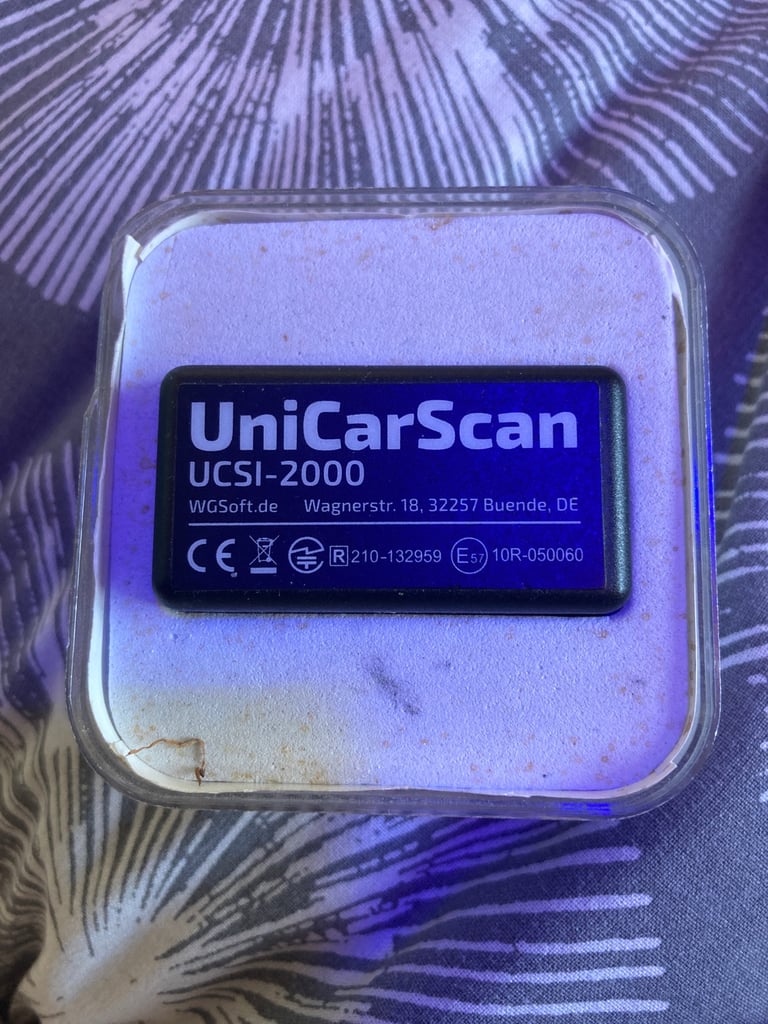 UniCarScan
UCSI-2000
WGSoft.de Wagnerstr. 18, 32257 Buende, DE
CE R 210-132959 E57 10R-050060